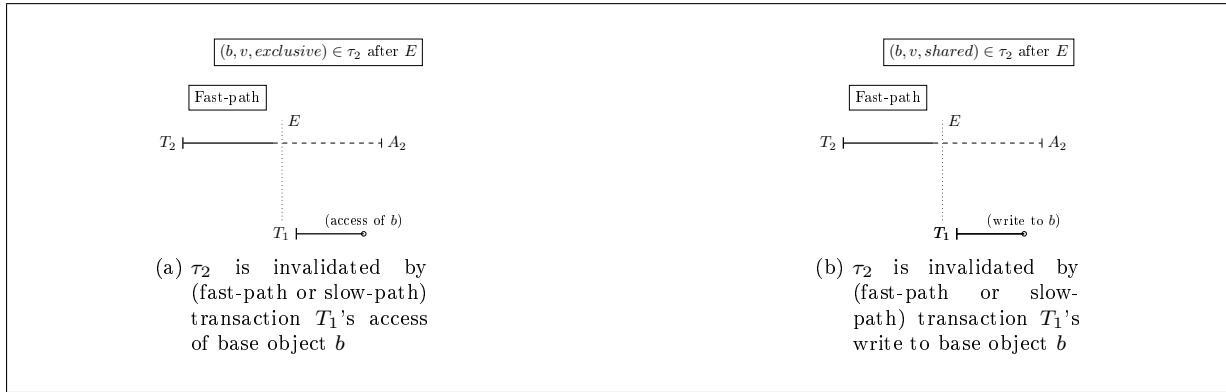 (b, v, exclusive) ∈ τ₂ after E
Fast-path
E
T₂
A₂
(access of b)
T₁
(a) τ₂ is invalidated by
(fast-path or slow-path)
transaction T₁'s access
of base object b
(b, v, shared) ∈ τ₂ after E
Fast-path
E
T₂
A₂
(write to b)
T₁
(b) τ₂ is invalidated by
(fast-path or slow-
path) transaction T₁'s
write to base object b